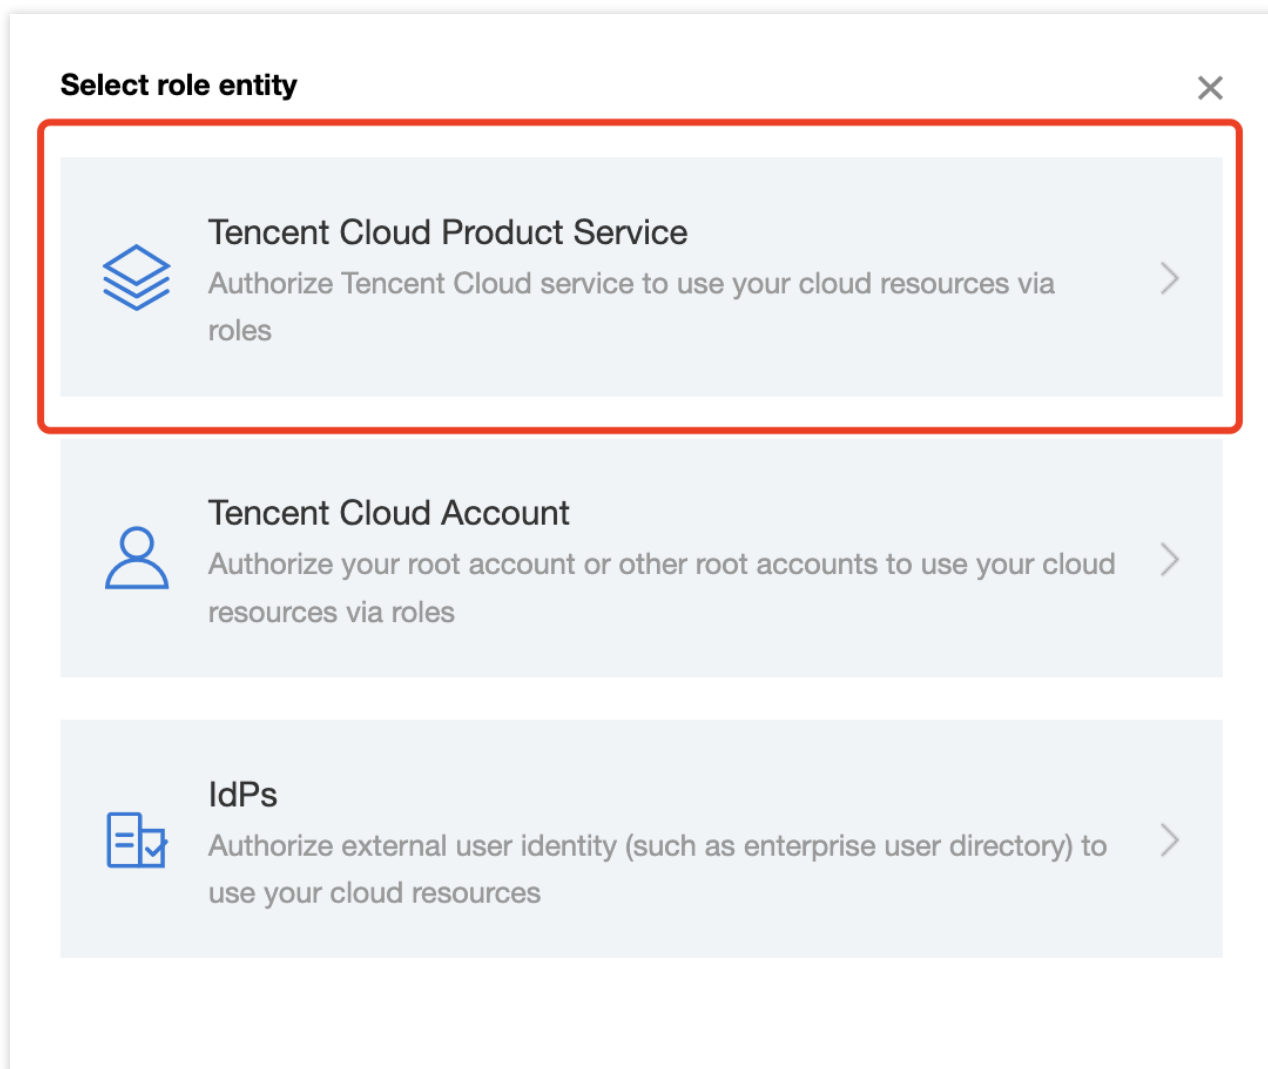 Select role entity
Tencent Cloud Product Service
Authorize Tencent Cloud service to use your cloud resources via
roles
Tencent Cloud Account
Authorize your root account or other root accounts to use your cloud
resources via roles
IdPs
Authorize external user identity (such as enterprise user directory) to
use your cloud resources